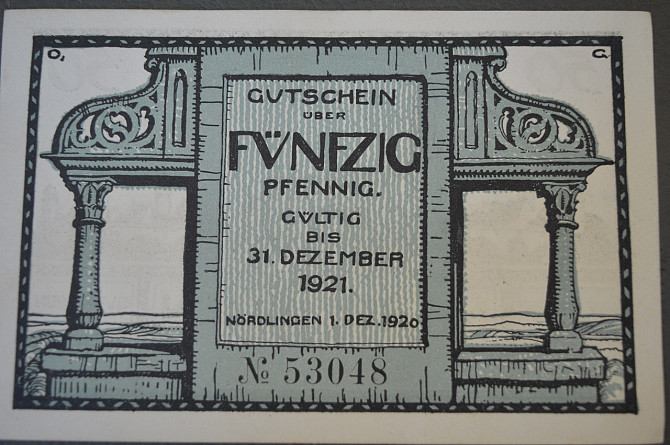 O. G.
GUTSCHEIN
ÜBER
FÜNFZIG
PFENNIG.
GÜLTIG
BIS
31. DEZEMBER
1921.
NÖRDLINGEN 1. DEZ. 1920
№ 53048